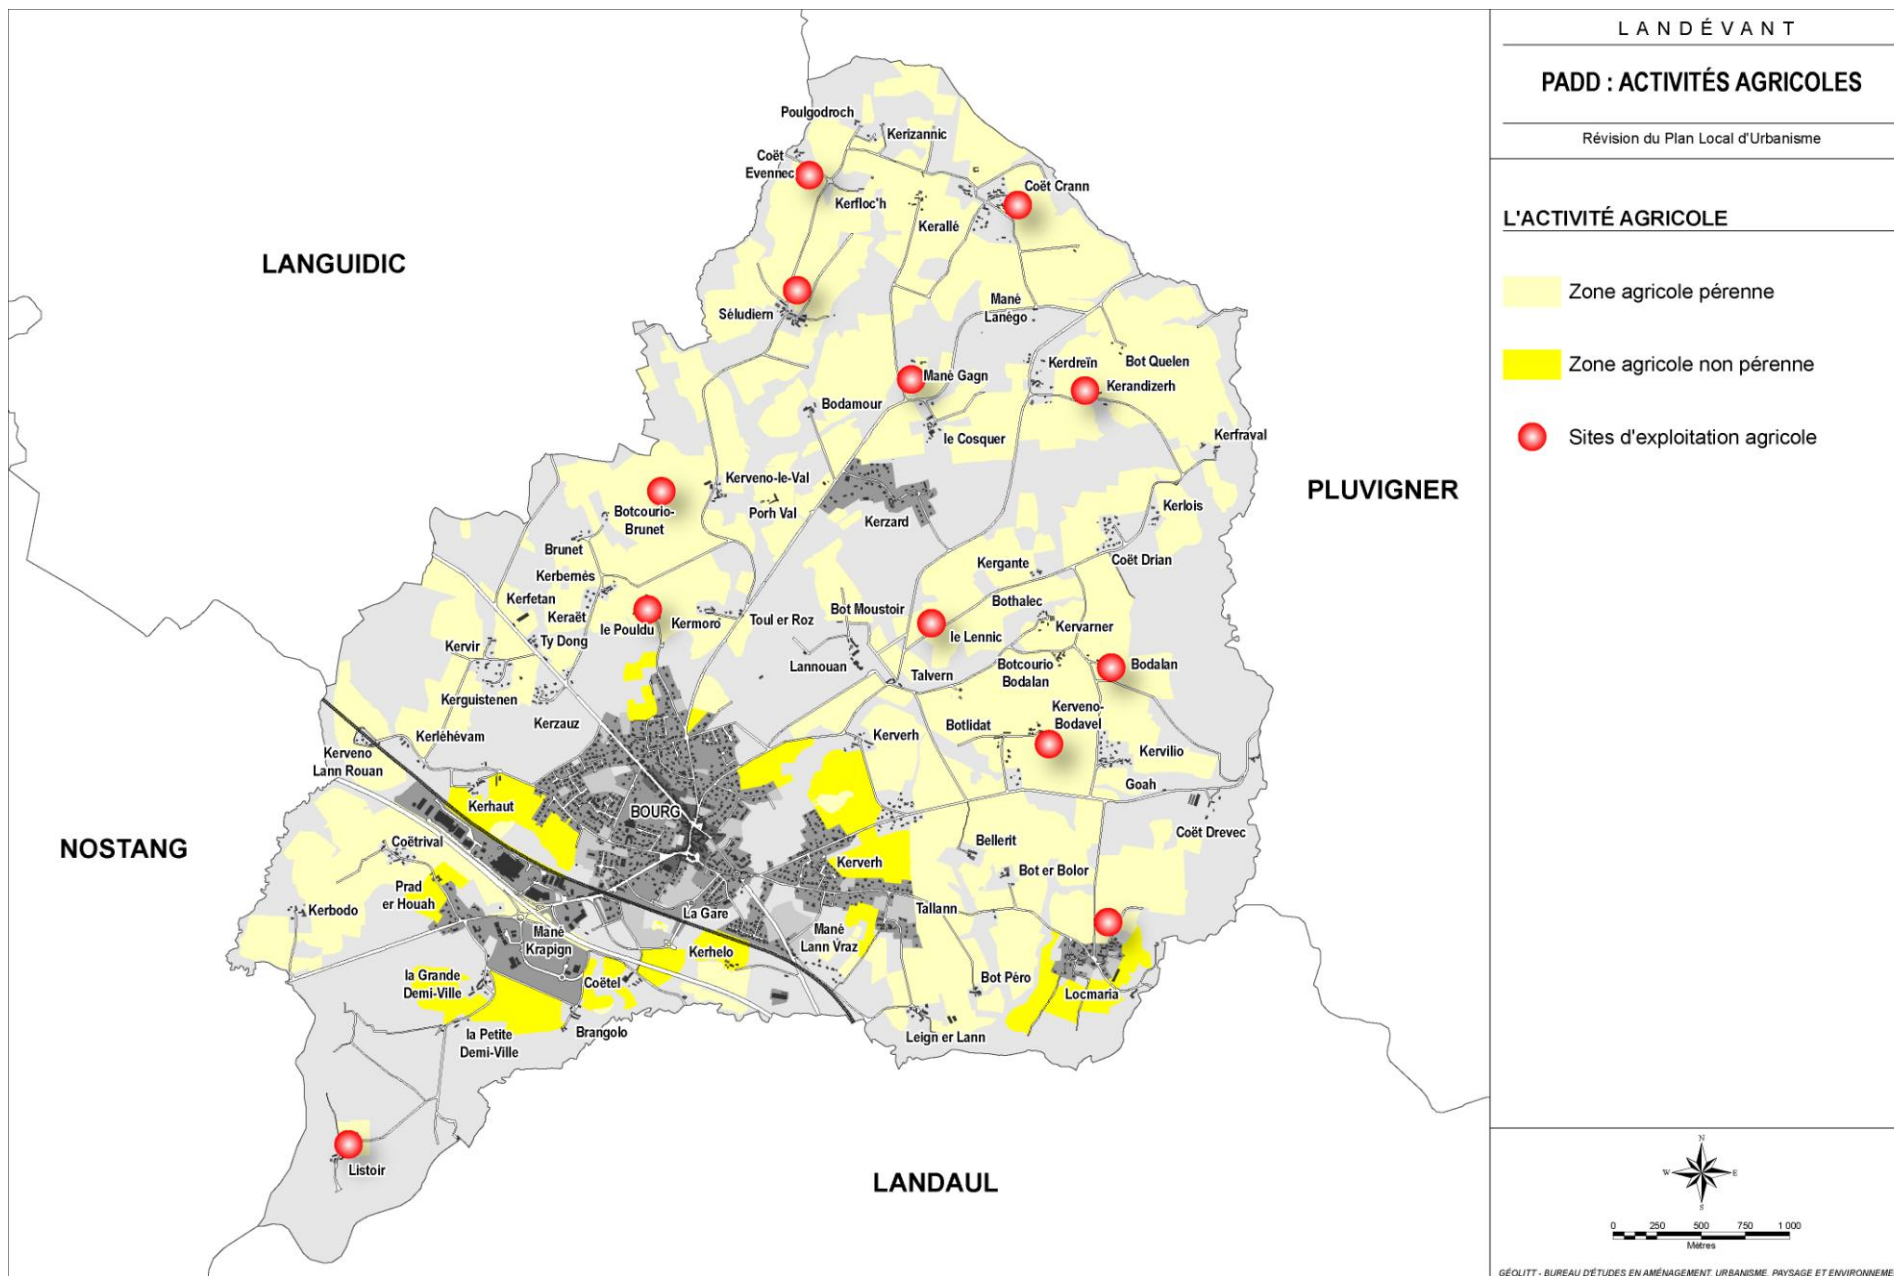 LANDÉVANT
PADD : ACTIVITÉS AGRICOLES
Révision du Plan Local d'Urbanisme
L'ACTIVITÉ AGRICOLE
Zone agricole pérenne
Zone agricole non pérenne
Sites d'exploitation agricole
LANGUIDIC
PLUVIGNER
NOSTANG
LANDAUL
Poulgodroch
Kerizannic
Coët
Evennec
Kerfloc'h
Coët Crann
Kerallé
Séludiern
Mané
Lanégo
Mané Gagn
Kerdreïn
Bot Quelen
Kerandizerh
Bodamour
le Cosquer
Kerfraval
Kerveno-le-Val
Porh Val
Botcourio-
Brunet
Kerzard
Kerlois
Brunet
Coët Drian
Kergante
Kerbernès
Kerfetan
Keraët
le Pouldu
Kermoro
Toul er Roz
Bot Moustoir
Bothalec
le Lennic
Kervarner
Ty Dong
Kervir
Lannouan
Talvern
Botcourio
Bodalan
Bodalan
Kerguistenen
Kerzauz
Kerveno-
Bodavel
Botlidat
Kerverh
Kerléhévam
Kerveno
Lann Rouan
Kervilio
Goah
Kerhaut
BOURG
Coët Drevec
Coëtrival
Bellerit
Kerverh
Bot er Bolor
Prad
er Houah
Kerbodo
La Gare
Tallann
Mané
Krapign
Mané
Lann Vraz
Kerhelo
la Grande
Demi-Ville
Coëtel
Bot Péro
Locmaria
la Petite
Demi-Ville
Brangolo
Leign er Lann
Listoir
N
W
E
S
0 250 500 750 1 000
Mètres
GÉOLITT - BUREAU D'ÉTUDES EN AMÉNAGEMENT, URBANISME, PAYSAGE ET ENVIRONNEME